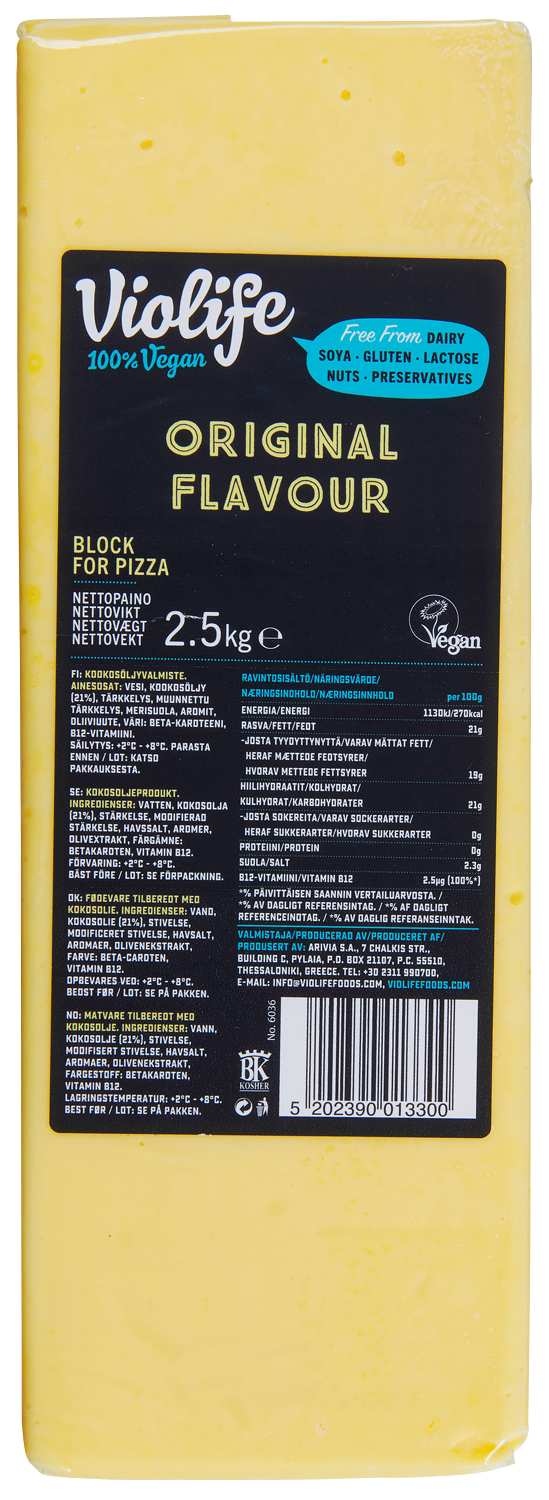 Violife
100% Vegan
Free From DAIRY
SOYA · GLUTEN · LACTOSE
NUTS · PRESERVATIVES
ORIGINAL
FLAVOUR
BLOCK
FOR PIZZA
NETTOPAINO
NETTOVIKT
NETTOVÆGT
NETTOVEKT
2.5kg ℮
Vegan
FI: KOOKOSÖLJYVALMISTE.
AINESOSAT: VESI, KOOKOSÖLJY
(21%), TÄRKKELYS, MUUNNETTU
TÄRKKELYS, MERISUOLA, AROMIT,
OLIIVIUUTE, VÄRI: BETA-KAROTEENI,
B12-VITAMIINI.
SÄILYTYS: +2°C - +8°C. PARASTA
ENNEN / LOT: KATSO
PAKKAUKSESTA.
SE: KOKOSOLJEPRODUKT.
INGREDIENSER: VATTEN, KOKOSOLJA
(21%), STÄRKELSE, MODIFIERAD
STÄRKELSE, HAVSSALT, AROMER,
OLIVEXTRAKT, FÄRGÄMNE:
BETAKAROTEN, VITAMIN B12.
FÖRVARING: +2°C - +8°C.
BÄST FÖRE / LOT: SE FÖRPACKNING.
DK: FØDEVARE TILBEREDT MED
KOKOSOLIE. INGREDIENSER: VAND,
KOKOSOLIE (21%), STIVELSE,
MODIFICERET STIVELSE, HAVSALT,
AROMAER, OLIVENEKSTRAKT,
FARVE: BETA-CAROTEN,
VITAMIN B12.
OPBEVARES VED: +2°C - +8°C.
BEDST FØR / LOT: SE PÅ PAKKEN.
NO: MATVARE TILBEREDT MED
KOKOSOLJE. INGREDIENSER: VANN,
KOKOSOLJE (21%), STIVELSE,
MODIFISERT STIVELSE, HAVSALT,
AROMAER, OLIVENEKSTRAKT,
FARGESTOFF: BETAKAROTEN,
VITAMIN B12.
LAGRINGSTEMPERATUR: +2°C - +8°C.
BEST FØR / LOT: SE PÅ PAKKEN.
RAVINTOSISÄLTÖ/NÄRINGSVÄRDE/
NÆRINGSINDHOLD/NÆRINGSINNHOLD per100g
ENERGIA/ENERGI 1130kJ/270kcal
RASVA/FETT/FEDT 21g
-JOSTA TYYDYTTYNYTTÄ/VARAV MÄTTAT FETT/
HERAF MÆTTEDE FEDTSYRER/
HVORAV METTEDE FETTSYRER 19g
HIILIHYDRAATIT/KOLHYDRAT/
KULHYDRAT/KARBOHYDRATER 21g
-JOSTA SOKEREITA/VARAV SOCKERARTER/
HERAF SUKKERARTER/HVORAV SUKKERARTER 0g
PROTEIINI/PROTEIN 0g
SUOLA/SALT 2.3g
B12-VITAMIINI/VITAMIN B12 2.5µg (100%*)
*% PÄIVITTÄISEN SAANNIN VERTAILUARVOSTA. /
*% AV DAGLIGT REFERENSINTAG. / *% AF DAGLIGT
REFERENCEINDTAG. / *% AV DAGLIG REFERANSEINNTAK.
VALMISTAJA/PRODUCERAD AV/PRODUCERET AF/
PRODUSERT AV: ARIVIA S.A., 7 CHALKIS STR.,
BUILDING C, PYLAIA, P.O. BOX 21107, P.C. 55510,
THESSALONIKI, GREECE. TEL: +30 2311 990700,
E-MAIL: INFO@VIOLIFEFOODS.COM, VIOLIFEFOODS.COM
No. 6036
BK
KOSHER
5 202390 013300